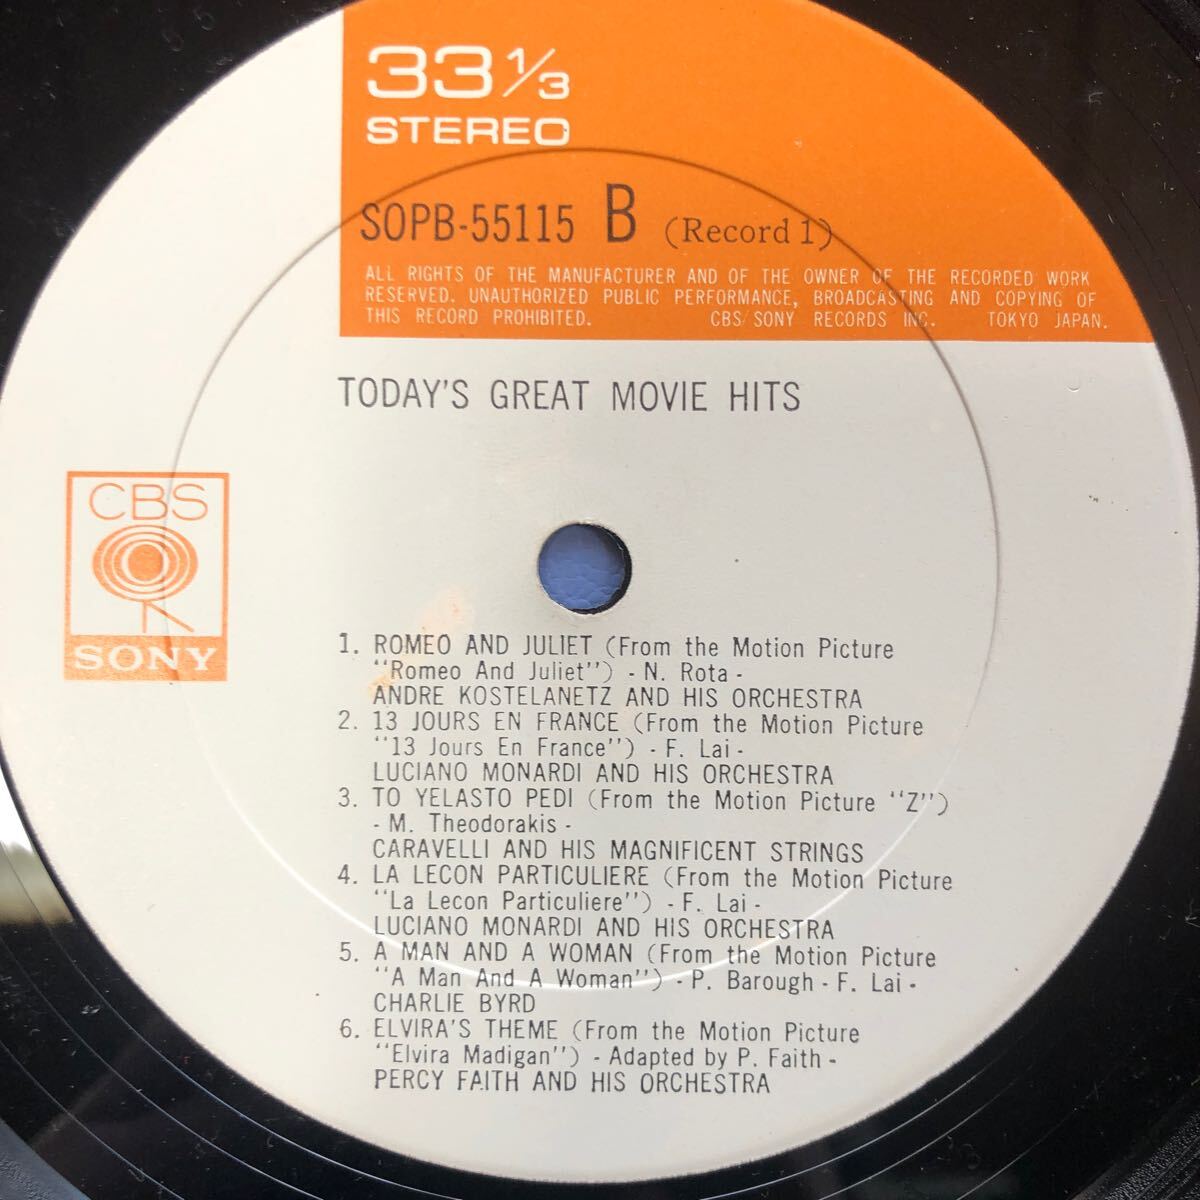 33 1/3
STEREO
SOPB-55115 B (Record 1)
ALL RIGHTS OF THE MANUFACTURER AND OF THE OWNER OF THE RECORDED WORK
RESERVED. UNAUTHORIZED PUBLIC PERFORMANCE, BROADCASTING AND COPYING OF
THIS RECORD PROHIBITED. CBS/SONY RECORDS INC. TOKYO JAPAN.
TODAY'S GREAT MOVIE HITS
CBS
SONY
1. ROMEO AND JULIET (From the Motion Picture
"Romeo And Juliet") - N. Rota -
ANDRE KOSTELANETZ AND HIS ORCHESTRA
2. 13 JOURS EN FRANCE (From the Motion Picture
"13 Jours En France") - F. Lai -
LUCIANO MONARDI AND HIS ORCHESTRA
3. TO YELASTO PEDI (From the Motion Picture "Z")
- M. Theodorakis -
CARAVELLI AND HIS MAGNIFICENT STRINGS
4. LA LECON PARTICULIERE (From the Motion Picture
"La Lecon Particuliere") - F. Lai -
LUCIANO MONARDI AND HIS ORCHESTRA
5. A MAN AND A WOMAN (From the Motion Picture
"A Man And A Woman") - P. Barough - F. Lai -
CHARLIE BYRD
6. ELVIRA'S THEME (From the Motion Picture
"Elvira Madigan") - Adapted by P. Faith -
PERCY FAITH AND HIS ORCHESTRA